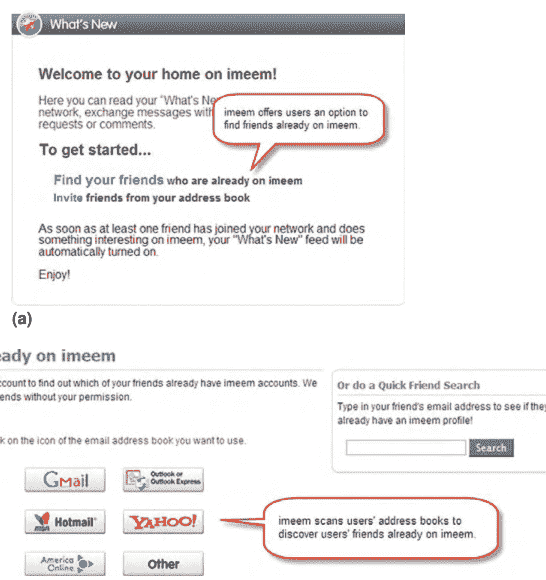 What's New
Welcome to your home on imeem!
Here you can read your "What's Ne
network, exchange messages with
requests or comments.
imeem offers users an option to
find friends already on imeem.
To get started...
Find your friends who are already on imeem
Invite friends from your address book
As soon as at least one friend has joined your network and does
something interesting on imeem, your "What's New" feed will be
automatically turned on.
Enjoy!
(a)
eady on imeem
ccount to find out which of your friends already have imeem accounts. We
ends without your permission.
k on the icon of the email address book you want to use.
Or do a Quick Friend Search
Type in your friend's email address to see if they
already have an imeem profile!
Search
GMail
Outlook or
Outlook Express
Hotmail
YAHOO!
America
Online
Other
imeem scans users' address books to
discover users' friends already on imeem.